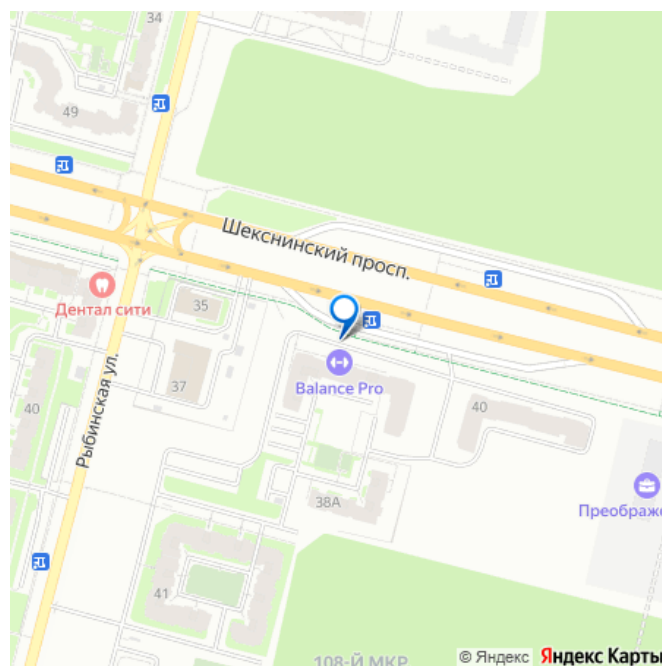 34
49
Шекснинский просп.
Дентал сити
35
Рыбинская ул.
37
Balance Pro
40
40
38А
Преображе
41
108-Й МКР
© Яндекс Яндекс Карты